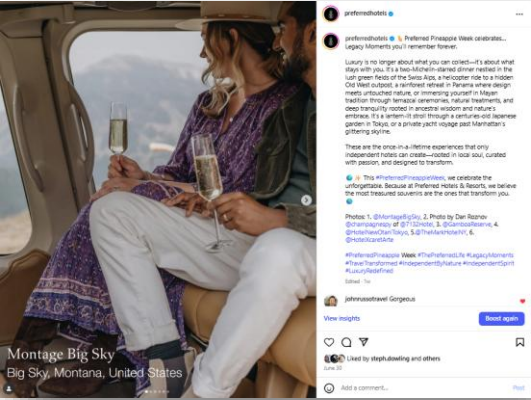 Montage Big Sky
Big Sky, Montana, United States
preferredhotels
preferredhotels Preferred Pineapple Week celebrates...
Legacy Moments you'll remember forever.
Luxury is no longer about what you can collect—it's about what
stays with you. It's a two-Michelin-starred dinner nestled in the
lush green fields of the Swiss Alps, a helicopter ride to a hidden
Old West outpost, a rainforest retreat in Panama where design
meets untouched nature, or immersing yourself in Mayan
tradition through temazcal ceremonies, natural treatments, and
deep tranquility rooted in ancestral wisdom and nature's
embrace. It's a lantern-lit stroll through a centuries-old Japanese
garden in Tokyo, or a private yacht voyage past Manhattan's
glittering skyline.
These are the once-in-a-lifetime experiences that only
independent hotels can create—rooted in local soul, curated
with passion, and designed to transform.
This #PreferredPineappleWeek, we celebrate the
unforgettable. Because at Preferred Hotels & Resorts, we believe
the most treasured souvenirs are the ones that transform you.
Photos: 1. @MontageBigSky, 2. Photo by Dan Roznov
@champagnespy of @7132Hotel, 3. @GamboaReserve, 4.
@HotelNewOtaniTokyo, 5.@TheMarkHotelNY, 6.
@HotelXcaretArte
#PreferredPineapple Week #ThePreferredLife #LegacyMoments
#TravelTransformed #IndependentByNature #IndependentSpirit
#LuxuryRedefined
Edited · 1w
johnrussotravel Gorgeous
View insights
Boost again
Liked by steph.dowling and others
June
Add a comment...
Post